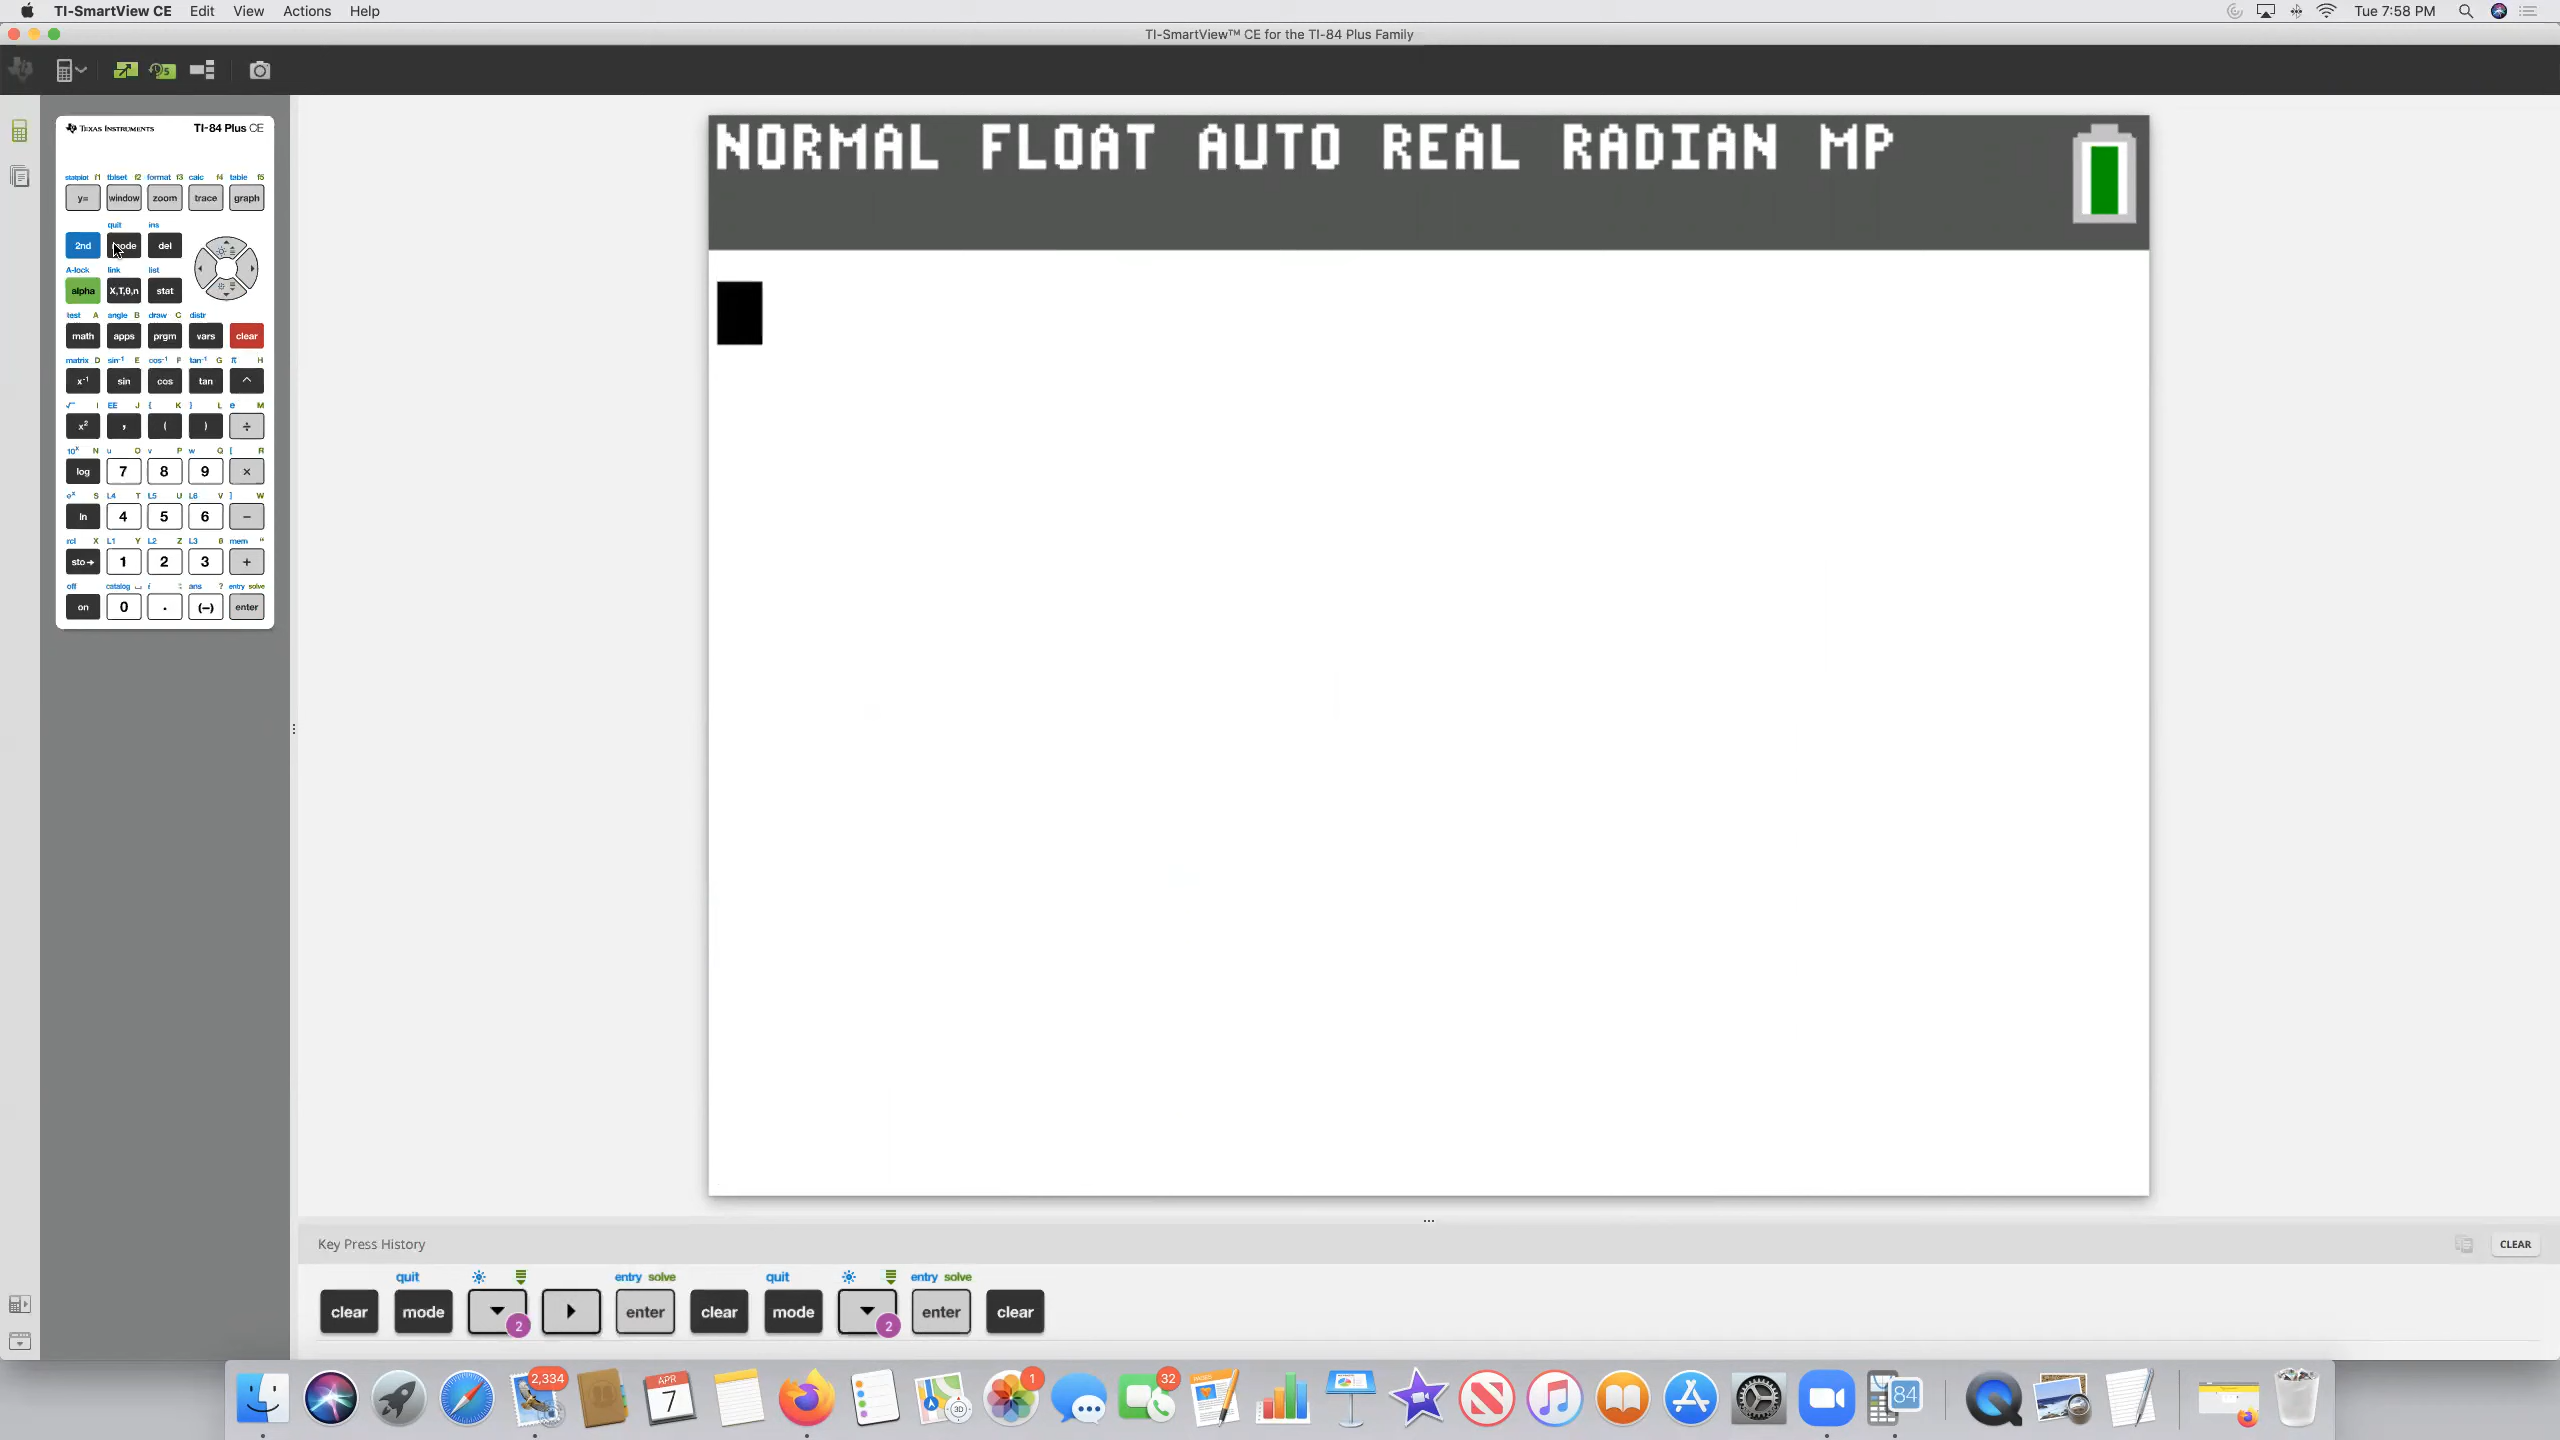 TI-SmartView CE Edit View Actions Help
Tue 7:58 PM
TI-SmartView™ CE for the TI-84 Plus Family
TEXAS INSTRUMENTS TI-84 Plus CE
statplot f1 tblset f2 format f3 calc f4 table f5
y= window zoom trace graph
quit ins
2nd mode del
A-lock link list
alpha X,T,θ,n stat
test A angle B draw C distr
math apps prgm vars clear
matrix D sin⁻¹ E cos⁻¹ F tan⁻¹ G π H
x⁻¹ sin cos tan ^
√ I EE J { K } L e M
x² , ( ) ÷
10ˣ N u O v P w Q [ R
log 7 8 9 ×
eˣ S L4 T L5 U L6 V ] W
ln 4 5 6 −
rcl X L1 Y L2 Z L3 θ mem "
sto→ 1 2 3 +
off catalog i : ans ? entry solve
on 0 . (−) enter
NORMAL FLOAT AUTO REAL RADIAN MP
Key Press History
CLEAR
quit entry solve quit entry solve
clear mode 2 enter clear mode 2 enter clear
2,334 APR 7 3D 1 32 PAGES 84